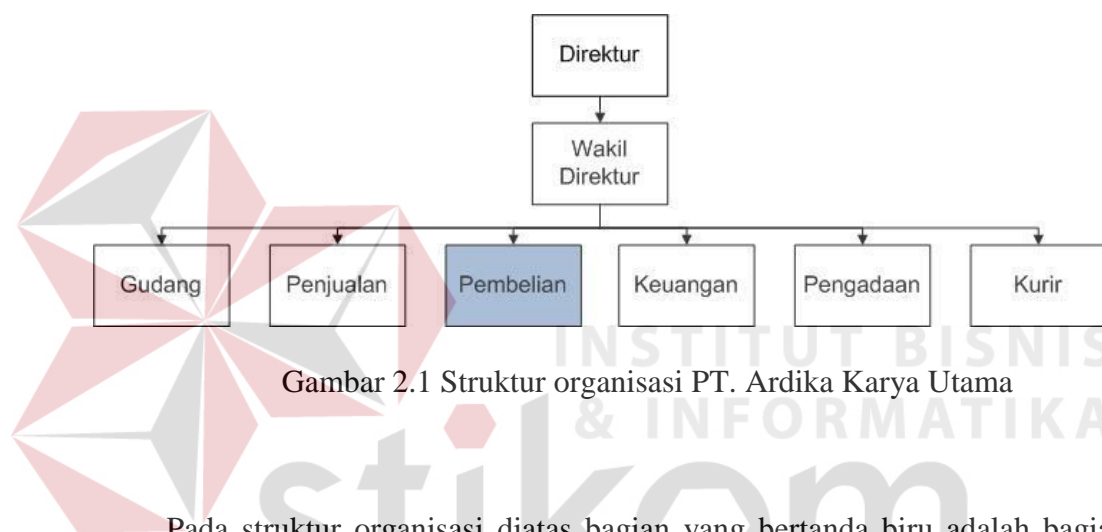 Direktur
Wakil
Direktur
Gudang
Penjualan
Pembelian
Keuangan
Pengadaan
Kurir
INSTITUT BISNIS
Gambar 2.1 Struktur organisasi PT. Ardika Karya Utama
& INFORMATIKA
stikom
Pada struktur organisasi diatas bagian yang bertanda biru adalah